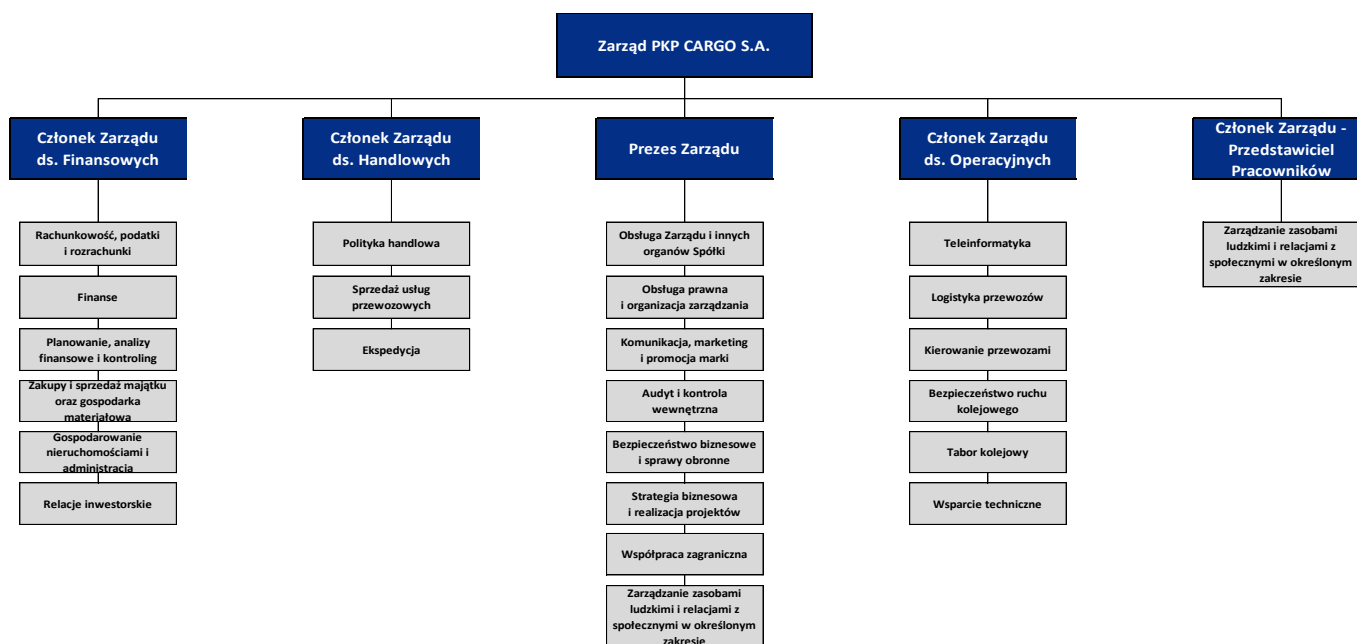 Zarząd PKP CARGO S.A.
Członek Zarządu
ds. Finansowych
Członek Zarządu
ds. Handlowych
Prezes Zarządu
Członek Zarządu
ds. Operacyjnych
Członek Zarządu -
Przedstawiciel
Pracowników
Rachunkowość, podatki
i rozrachunki
Finanse
Planowanie, analizy
finansowe i kontroling
Zakupy i sprzedaż majątku
oraz gospodarka
materiałowa
Gospodarowanie
nieruchomościami i
administracja
Relacje inwestorskie
Polityka handlowa
Sprzedaż usług
przewozowych
Ekspedycja
Obsługa Zarządu i innych
organów Spółki
Obsługa prawna
i organizacja zarządzania
Komunikacja, marketing
i promocja marki
Audyt i kontrola
wewnętrzna
Bezpieczeństwo biznesowe
i sprawy obronne
Strategia biznesowa
i realizacja projektów
Współpraca zagraniczna
Zarządzanie zasobami
ludzkimi i relacjami z
społecznymi w określonym
zakresie
Teleinformatyka
Logistyka przewozów
Kierowanie przewozami
Bezpieczeństwo ruchu
kolejowego
Tabor kolejowy
Wsparcie techniczne
Zarządzanie zasobami
ludzkimi i relacjami z
społecznymi w określonym
zakresie